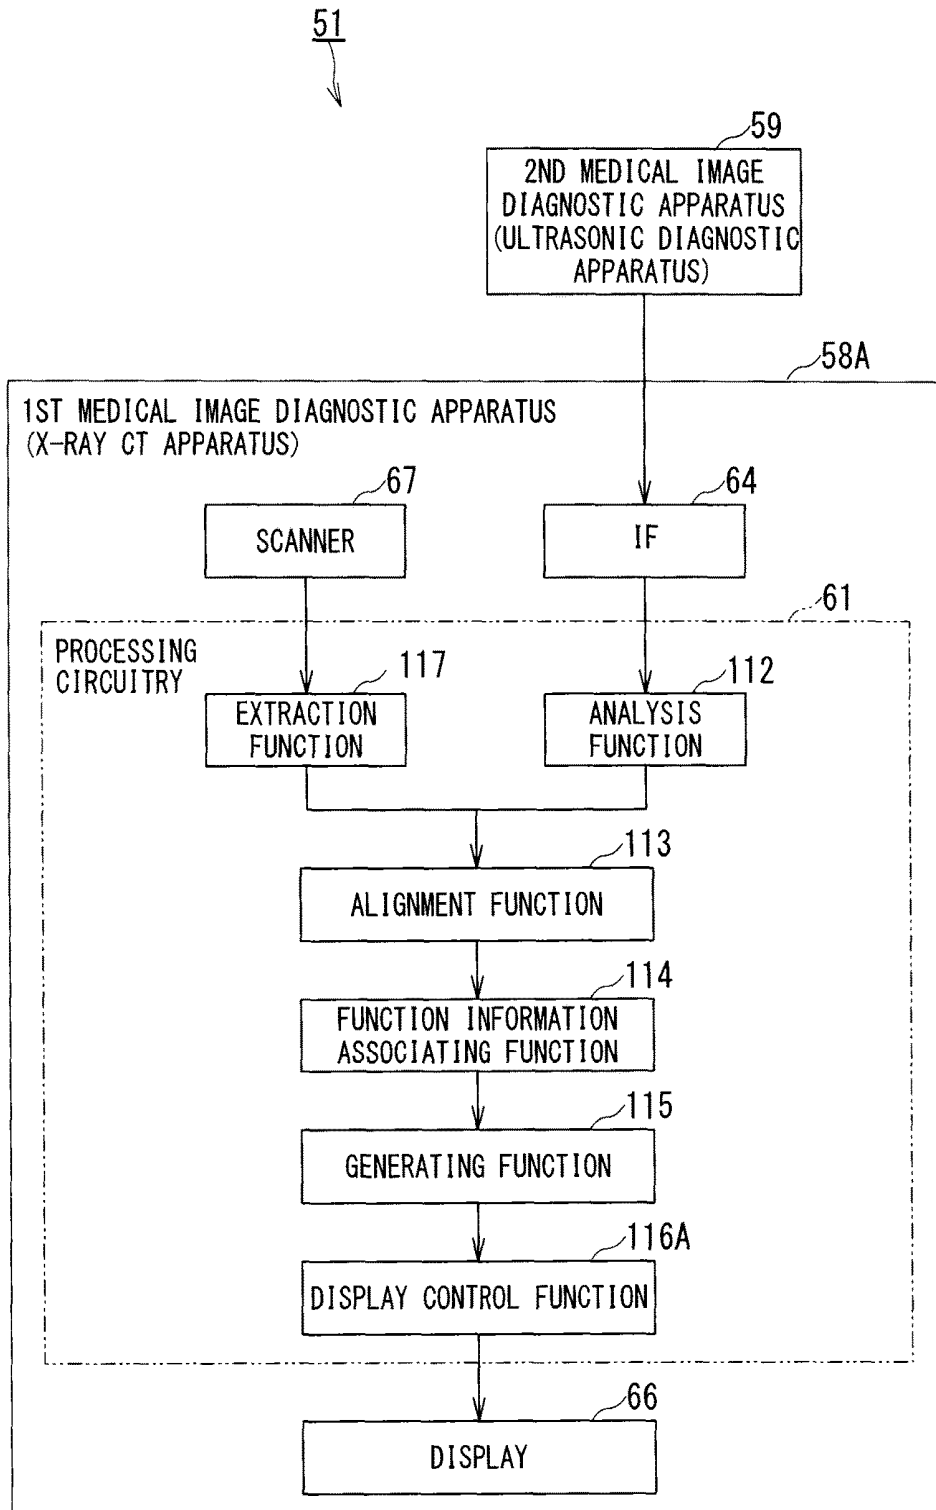 51
59
2ND MEDICAL IMAGE
DIAGNOSTIC APPARATUS
(ULTRASONIC DIAGNOSTIC
APPARATUS)
58A
1ST MEDICAL IMAGE DIAGNOSTIC APPARATUS
(X-RAY CT APPARATUS)
67
SCANNER
64
IF
61
PROCESSING
CIRCUITRY
117
EXTRACTION
FUNCTION
112
ANALYSIS
FUNCTION
113
ALIGNMENT FUNCTION
114
FUNCTION INFORMATION
ASSOCIATING FUNCTION
115
GENERATING FUNCTION
116A
DISPLAY CONTROL FUNCTION
66
DISPLAY